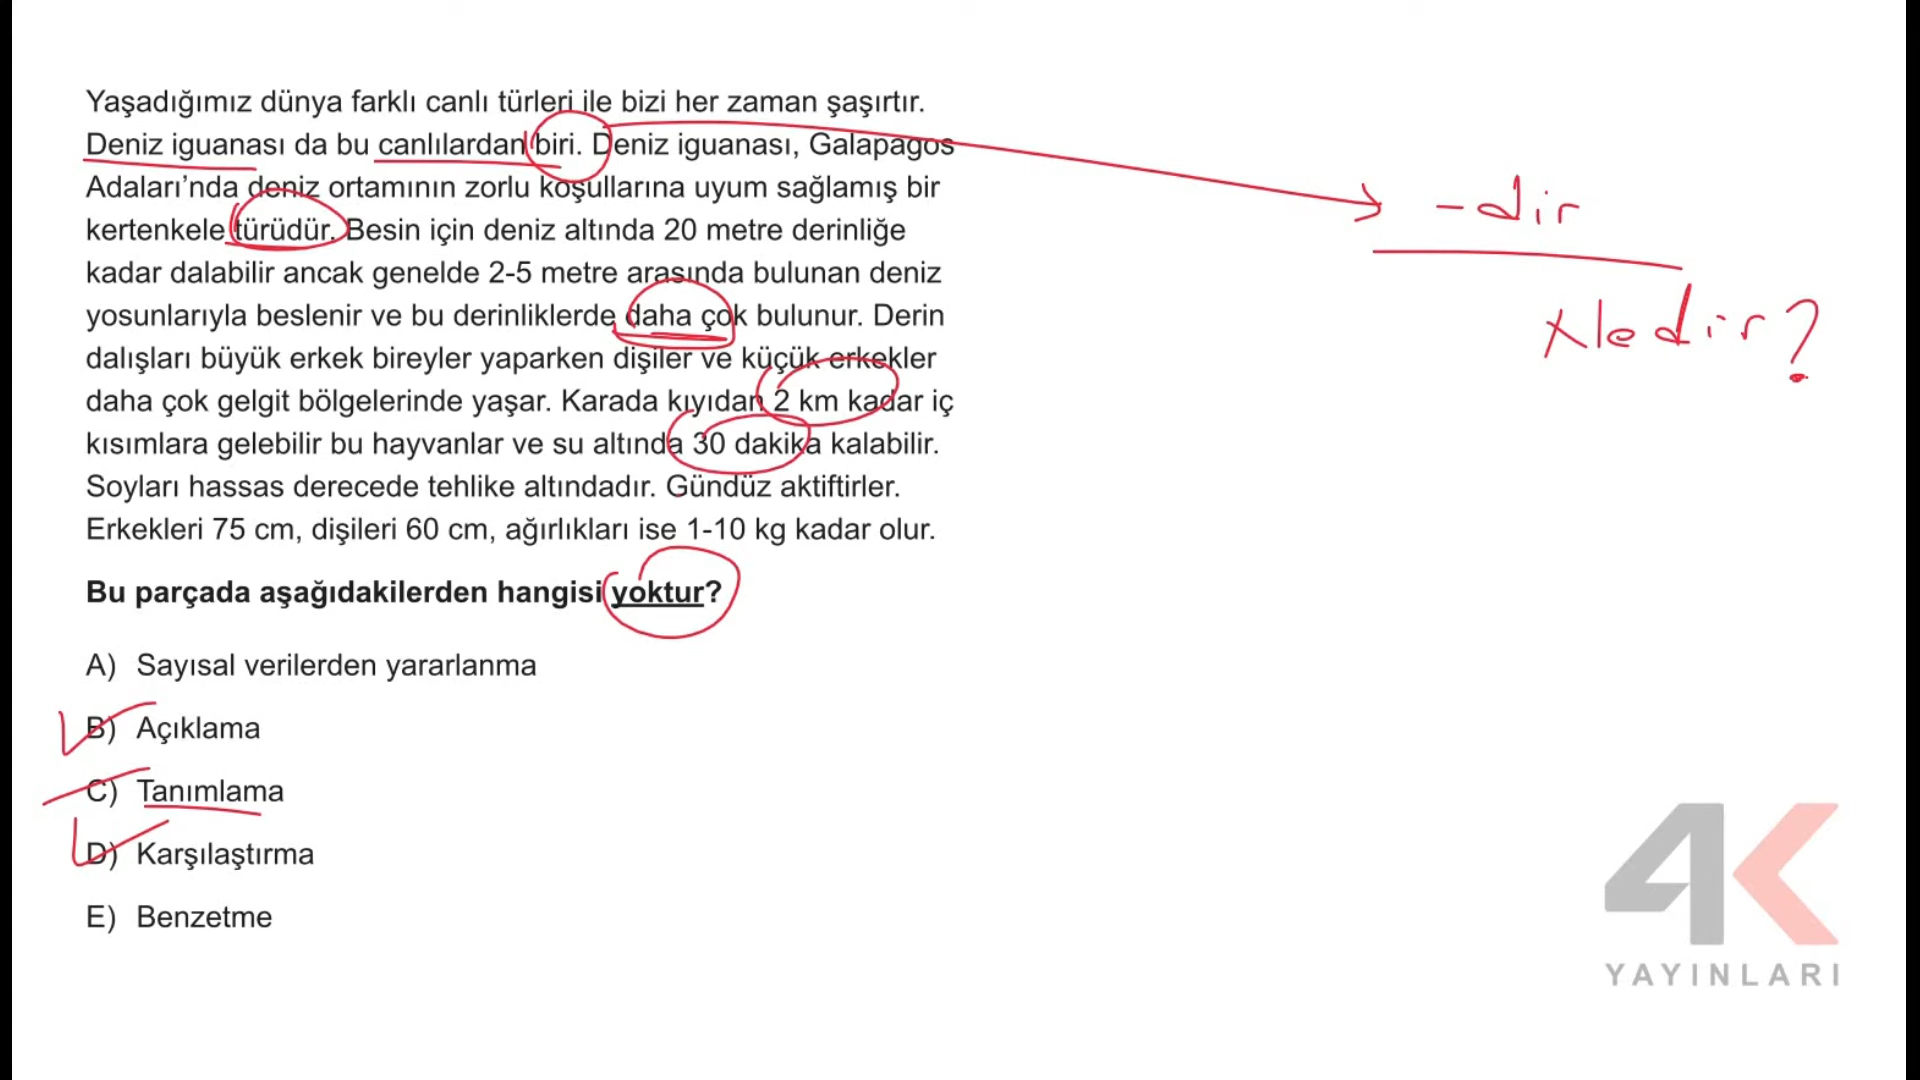 Yaşadığımız dünya farklı canlı türleri ile bizi her zaman şaşırtır.
Deniz iguanası da bu canlılardan biri. Deniz iguanası, Galapagos
Adaları'nda deniz ortamının zorlu koşullarına uyum sağlamış bir
kertenkele türüdür. Besin için deniz altında 20 metre derinliğe
kadar dalabilir ancak genelde 2-5 metre arasında bulunan deniz
yosunlarıyla beslenir ve bu derinliklerde daha çok bulunur. Derin
dalışları büyük erkek bireyler yaparken dişiler ve küçük erkekler
daha çok gelgit bölgelerinde yaşar. Karada kıyıdan 2 km kadar iç
kısımlara gelebilir bu hayvanlar ve su altında 30 dakika kalabilir.
Soyları hassas derecede tehlike altındadır. Gündüz aktiftirler.
Erkekleri 75 cm, dişileri 60 cm, ağırlıkları ise 1-10 kg kadar olur.
Bu parçada aşağıdakilerden hangisi yoktur?
A) Sayısal verilerden yararlanma
B) Açıklama
C) Tanımlama
D) Karşılaştırma
E) Benzetme
-dir
Nedir?
4K
YAYINLARI